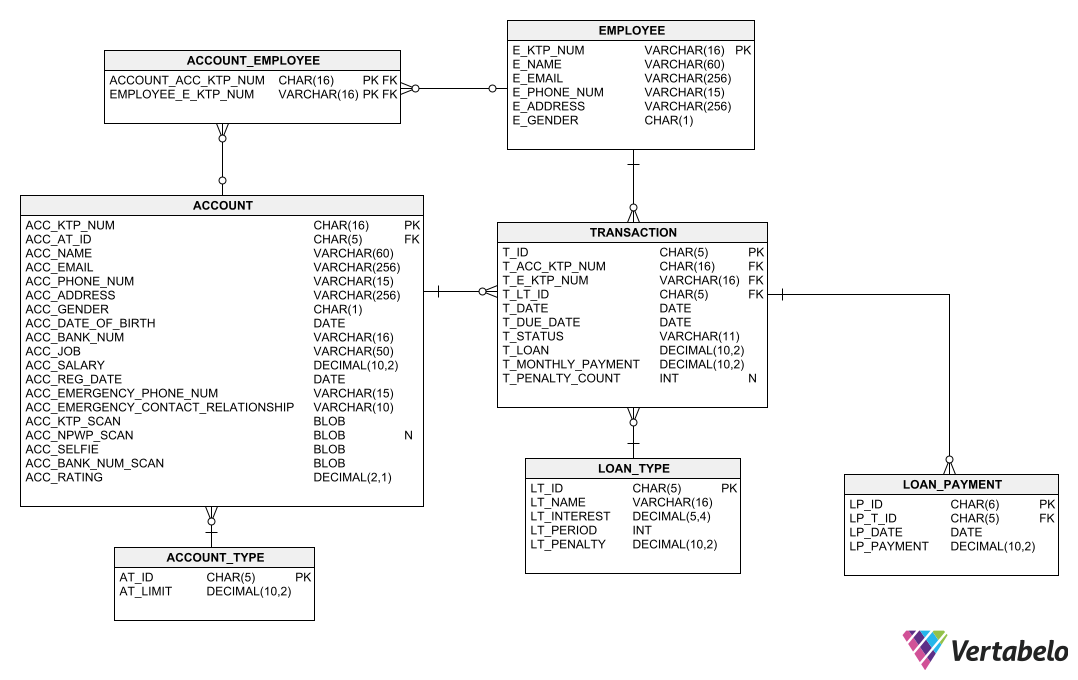 EMPLOYEE
E_KTP_NUM VARCHAR(16) PK
E_NAME VARCHAR(60)
E_EMAIL VARCHAR(256)
E_PHONE_NUM VARCHAR(15)
E_ADDRESS VARCHAR(256)
E_GENDER CHAR(1)
ACCOUNT_EMPLOYEE
ACCOUNT_ACC_KTP_NUM CHAR(16) PK FK
EMPLOYEE_E_KTP_NUM VARCHAR(16) PK FK
ACCOUNT
ACC_KTP_NUM CHAR(16) PK
ACC_AT_ID CHAR(5) FK
ACC_NAME VARCHAR(60)
ACC_EMAIL VARCHAR(256)
ACC_PHONE_NUM VARCHAR(15)
ACC_ADDRESS VARCHAR(256)
ACC_GENDER CHAR(1)
ACC_DATE_OF_BIRTH DATE
ACC_BANK_NUM VARCHAR(16)
ACC_JOB VARCHAR(50)
ACC_SALARY DECIMAL(10,2)
ACC_REG_DATE DATE
ACC_EMERGENCY_PHONE_NUM VARCHAR(15)
ACC_EMERGENCY_CONTACT_RELATIONSHIP VARCHAR(10)
ACC_KTP_SCAN BLOB
ACC_NPWP_SCAN BLOB N
ACC_SELFIE BLOB
ACC_BANK_NUM_SCAN BLOB
ACC_RATING DECIMAL(2,1)
TRANSACTION
T_ID CHAR(5) PK
T_ACC_KTP_NUM CHAR(16) FK
T_E_KTP_NUM VARCHAR(16) FK
T_LT_ID CHAR(5) FK
T_DATE DATE
T_DUE_DATE DATE
T_STATUS VARCHAR(11)
T_LOAN DECIMAL(10,2)
T_MONTHLY_PAYMENT DECIMAL(10,2)
T_PENALTY_COUNT INT N
LOAN_TYPE
LT_ID CHAR(5) PK
LT_NAME VARCHAR(16)
LT_INTEREST DECIMAL(5,4)
LT_PERIOD INT
LT_PENALTY DECIMAL(10,2)
LOAN_PAYMENT
LP_ID CHAR(6) PK
LP_T_ID CHAR(5) FK
LP_DATE DATE
LP_PAYMENT DECIMAL(10,2)
ACCOUNT_TYPE
AT_ID CHAR(5) PK
AT_LIMIT DECIMAL(10,2)
Vertabelo